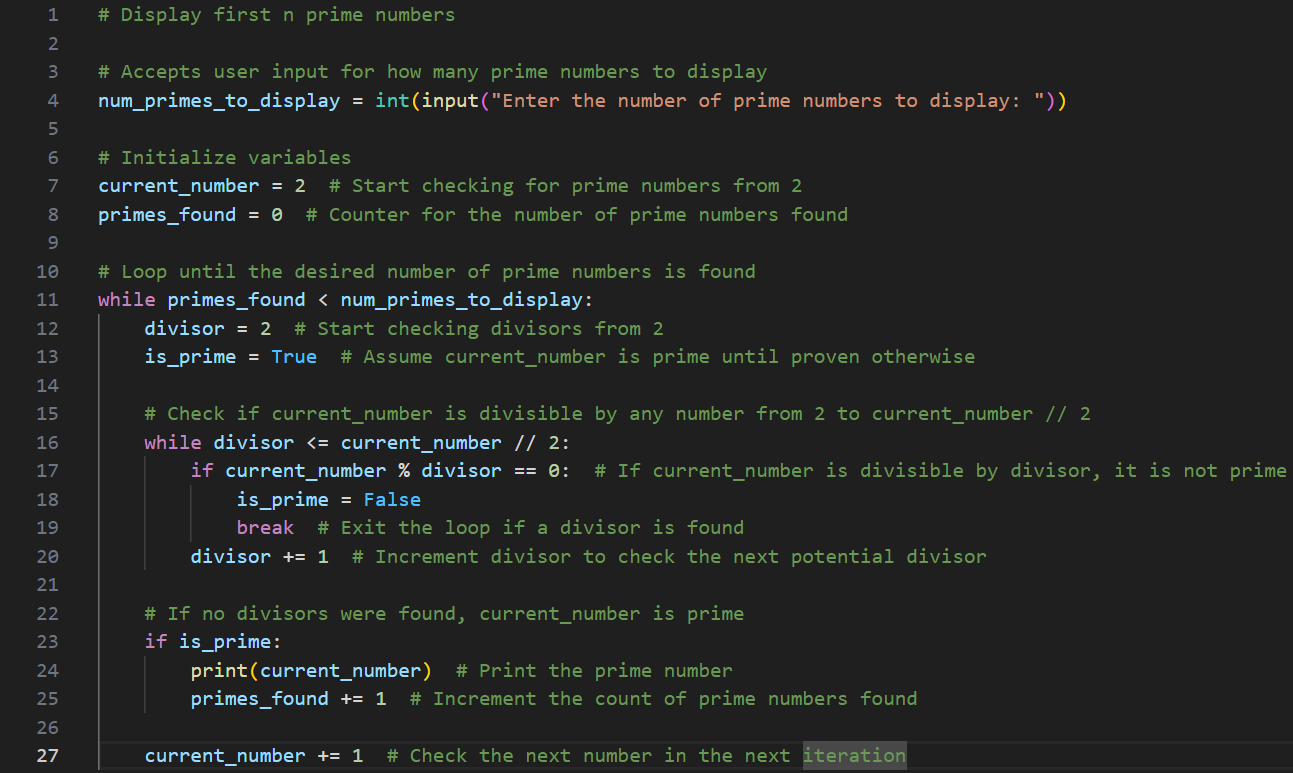 1 # Display first n prime numbers
2
3 # Accepts user input for how many prime numbers to display
4 num_primes_to_display = int(input("Enter the number of prime numbers to display: "))
5
6 # Initialize variables
7 current_number = 2  # Start checking for prime numbers from 2
8 primes_found = 0  # Counter for the number of prime numbers found
9
10 # Loop until the desired number of prime numbers is found
11 while primes_found < num_primes_to_display:
12     divisor = 2  # Start checking divisors from 2
13     is_prime = True  # Assume current_number is prime until proven otherwise
14
15     # Check if current_number is divisible by any number from 2 to current_number // 2
16     while divisor <= current_number // 2:
17         if current_number % divisor == 0:  # If current_number is divisible by divisor, it is not prime
18             is_prime = False
19             break  # Exit the loop if a divisor is found
20         divisor += 1  # Increment divisor to check the next potential divisor
21
22     # If no divisors were found, current_number is prime
23     if is_prime:
24         print(current_number)  # Print the prime number
25         primes_found += 1  # Increment the count of prime numbers found
26
27     current_number += 1  # Check the next number in the next iteration